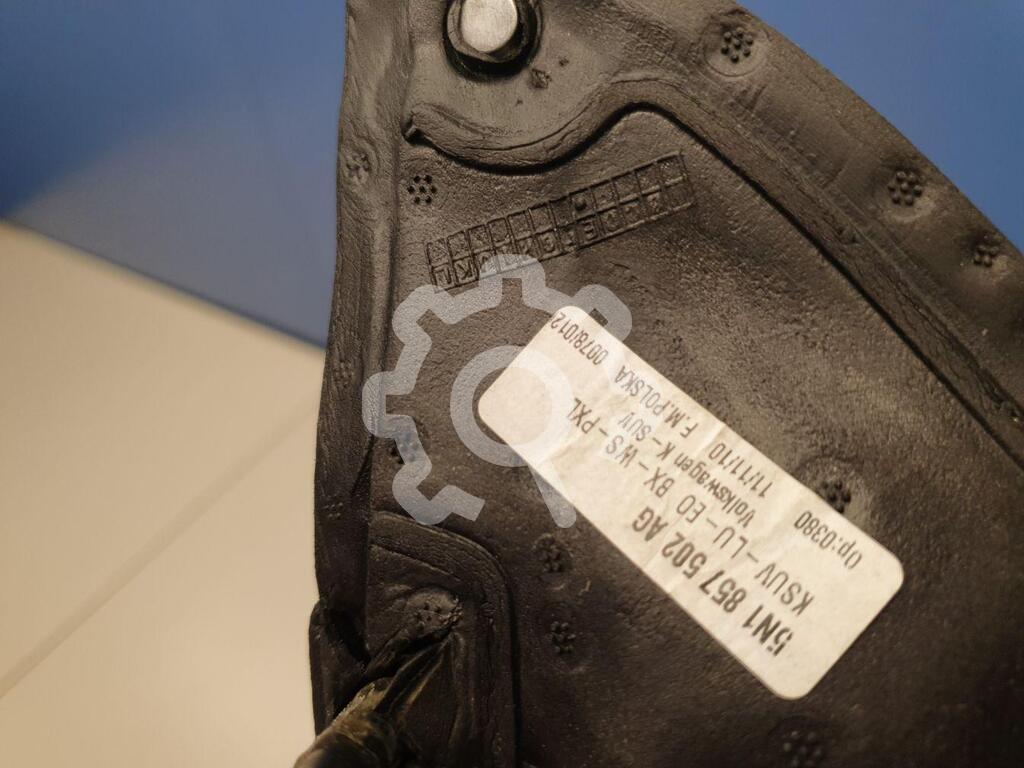 5N1 857 502 AG
KSUV-LU-EO BX-WS-PXL
Volkswagen K-SUV
11/11/10 F.M.POLSKA 0078/012
Op:0380